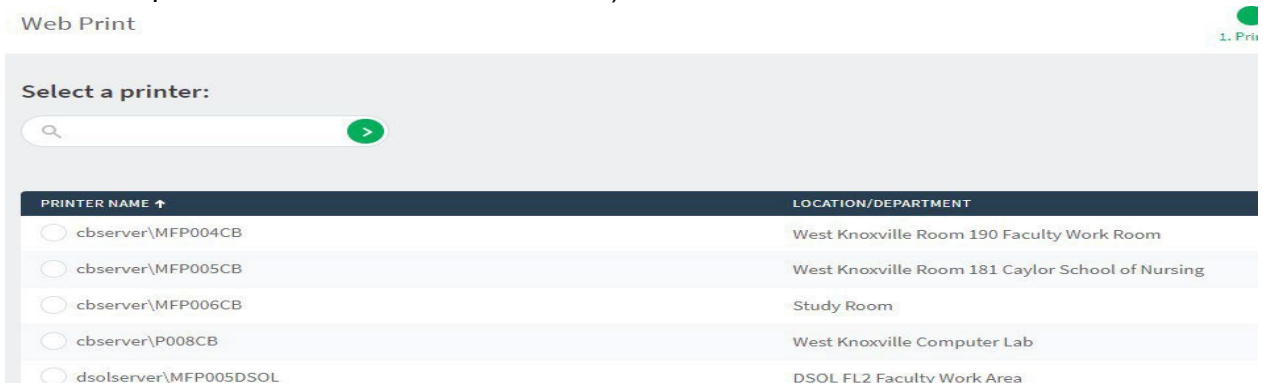 Web Print
1. Pri
Select a printer:
PRINTER NAME ↑ LOCATION/DEPARTMENT
cbserver\MFP004CB West Knoxville Room 190 Faculty Work Room
cbserver\MFP005CB West Knoxville Room 181 Caylor School of Nursing
cbserver\MFP006CB Study Room
cbserver\P008CB West Knoxville Computer Lab
dsolserver\MFP005DSOL DSOL FL2 Faculty Work Area